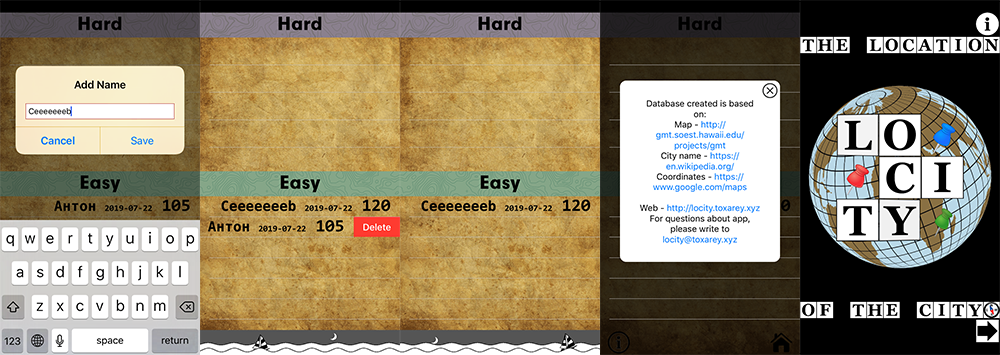 Hard
Add Name
Ceeeeeeeb
Cancel Save
Easy
Антон 2019-07-22 105
q w e r t y u i o p
a s d f g h j k l
z x c v b n m
123 space return
Hard
Easy
Ceeeeeeeb 2019-07-22 120
Антон 2019-07-22 105 Delete
Hard
Easy
Ceeeeeeeb 2019-07-22 120
Hard
Database created is based
on:
Map - http://
gmt.soest.hawaii.edu/
projects/gmt
City name - https://
en.wikipedia.org/
Coordinates - https://
www.google.com/maps
Web - http://locity.toxarey.xyz
For questions about app,
please write to
locity@toxarey.xyz
0
i
i
THE LOCATION
LO
CI
TY
OF THE CITY